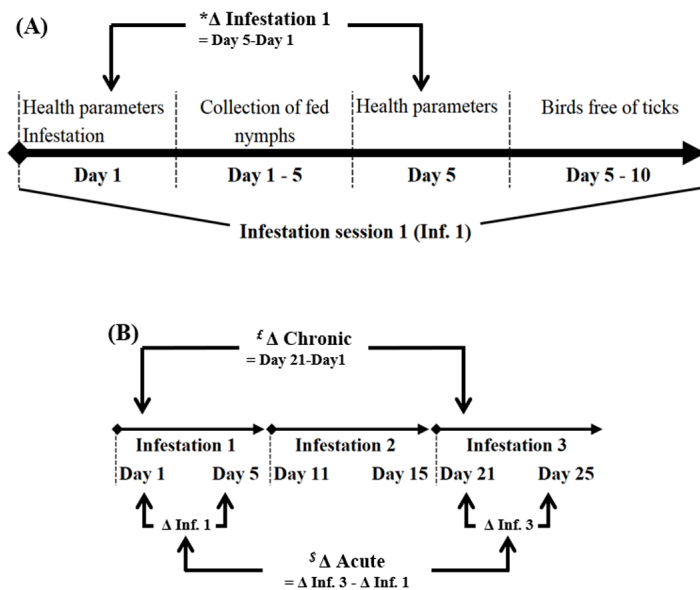 (A)
*Δ Infestation 1
= Day 5-Day 1
Health parameters
Infestation
Collection of fed
nymphs
Health parameters
Birds free of ticks
Day 1
Day 1 - 5
Day 5
Day 5 - 10
Infestation session 1 (Inf. 1)
(B)
£ Δ Chronic
= Day 21-Day1
Infestation 1
Infestation 2
Infestation 3
Day 1
Day 5
Day 11
Day 15
Day 21
Day 25
Δ Inf. 1
Δ Inf. 3
$ Δ Acute
= Δ Inf. 3 - Δ Inf. 1